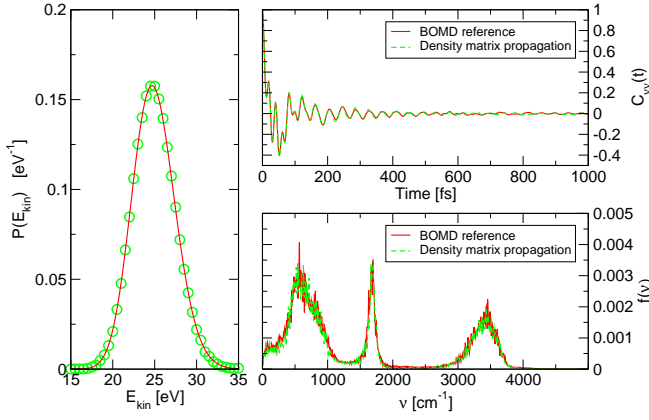 0.2
0.15
0.1
0.05
0
P(E_kin) [eV^-1]
15 20 25 30 35
E_kin [eV]
BOMD reference
Density matrix propagation
1
0.8
0.6
0.4
0.2
0
-0.2
-0.4
C_vv(t)
0 200 400 600 800 1000
Time [fs]
BOMD reference
Density matrix propagation
0.005
0.004
0.003
0.002
0.001
0
f(ν)
0 1000 2000 3000 4000 5000
ν [cm^-1]